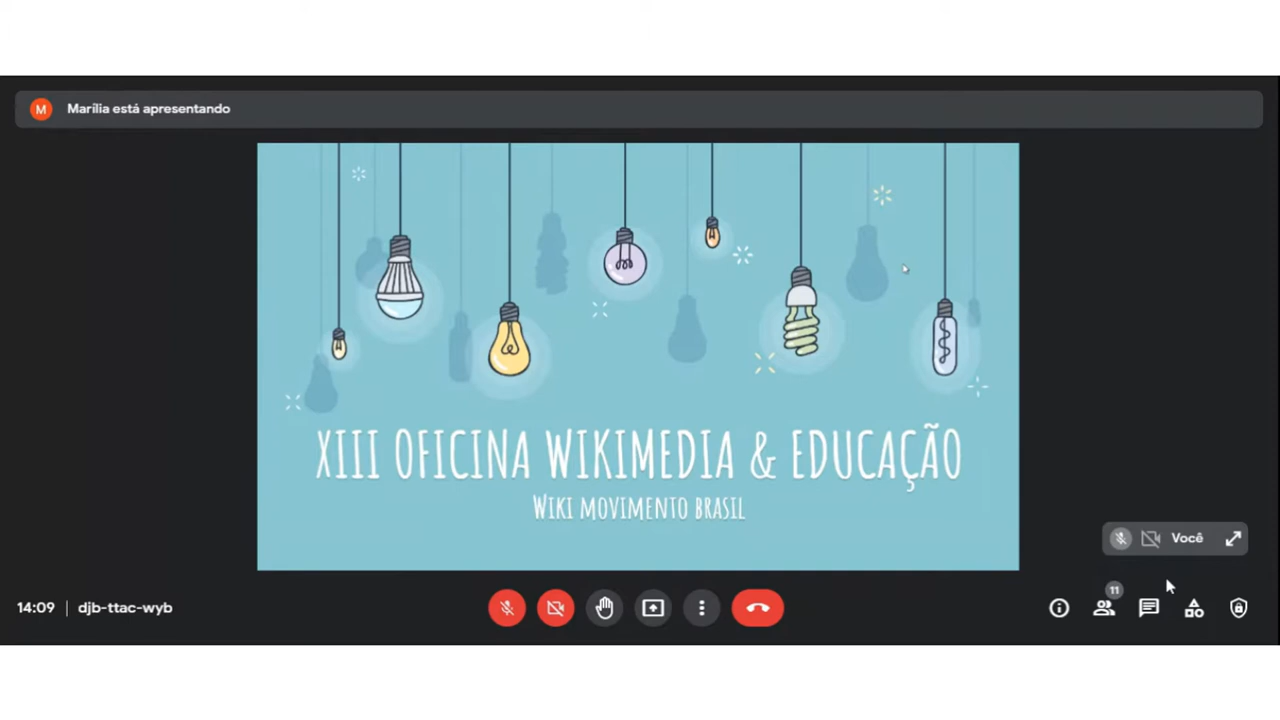 M Marília está apresentando
XIII OFICINA WIKIMEDIA & EDUCAÇÃO
WIKI MOVIMENTO BRASIL
Você
11
14:09 | djb-ttac-wyb